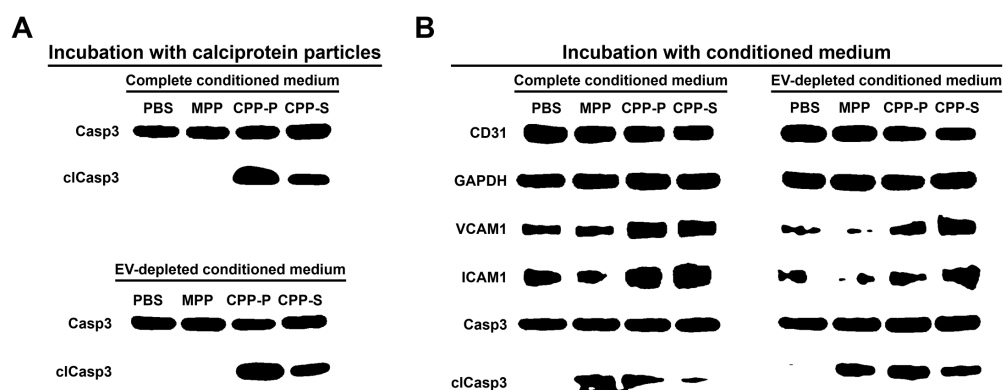 A
Incubation with calciprotein particles
Complete conditioned medium
PBS MPP CPP-P CPP-S
Casp3
clCasp3
EV-depleted conditioned medium
PBS MPP CPP-P CPP-S
Casp3
clCasp3
B
Incubation with conditioned medium
Complete conditioned medium EV-depleted conditioned medium
PBS MPP CPP-P CPP-S PBS MPP CPP-P CPP-S
CD31
GAPDH
VCAM1
ICAM1
Casp3
clCasp3